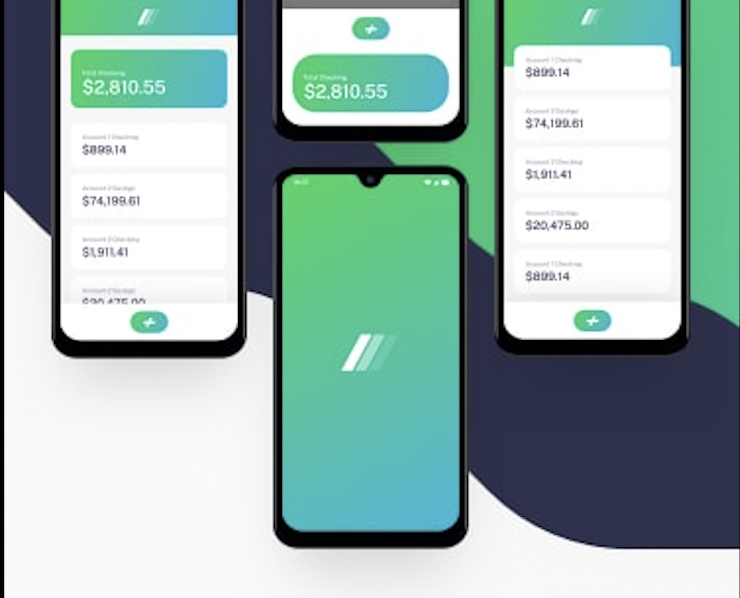 Total Checking
$2,810.55
Account 1 Checking
$899.14
Account 2 Savings
$74,199.61
Account 3 Checking
$1,911.41
Account 2 Savings
$20,475.00
Total Checking
$2,810.55
Account 1 Checking
$899.14
Account 2 Savings
$74,199.61
Account 3 Checking
$1,911.41
Account 2 Savings
$20,475.00
Account 1 Checking
$899.14